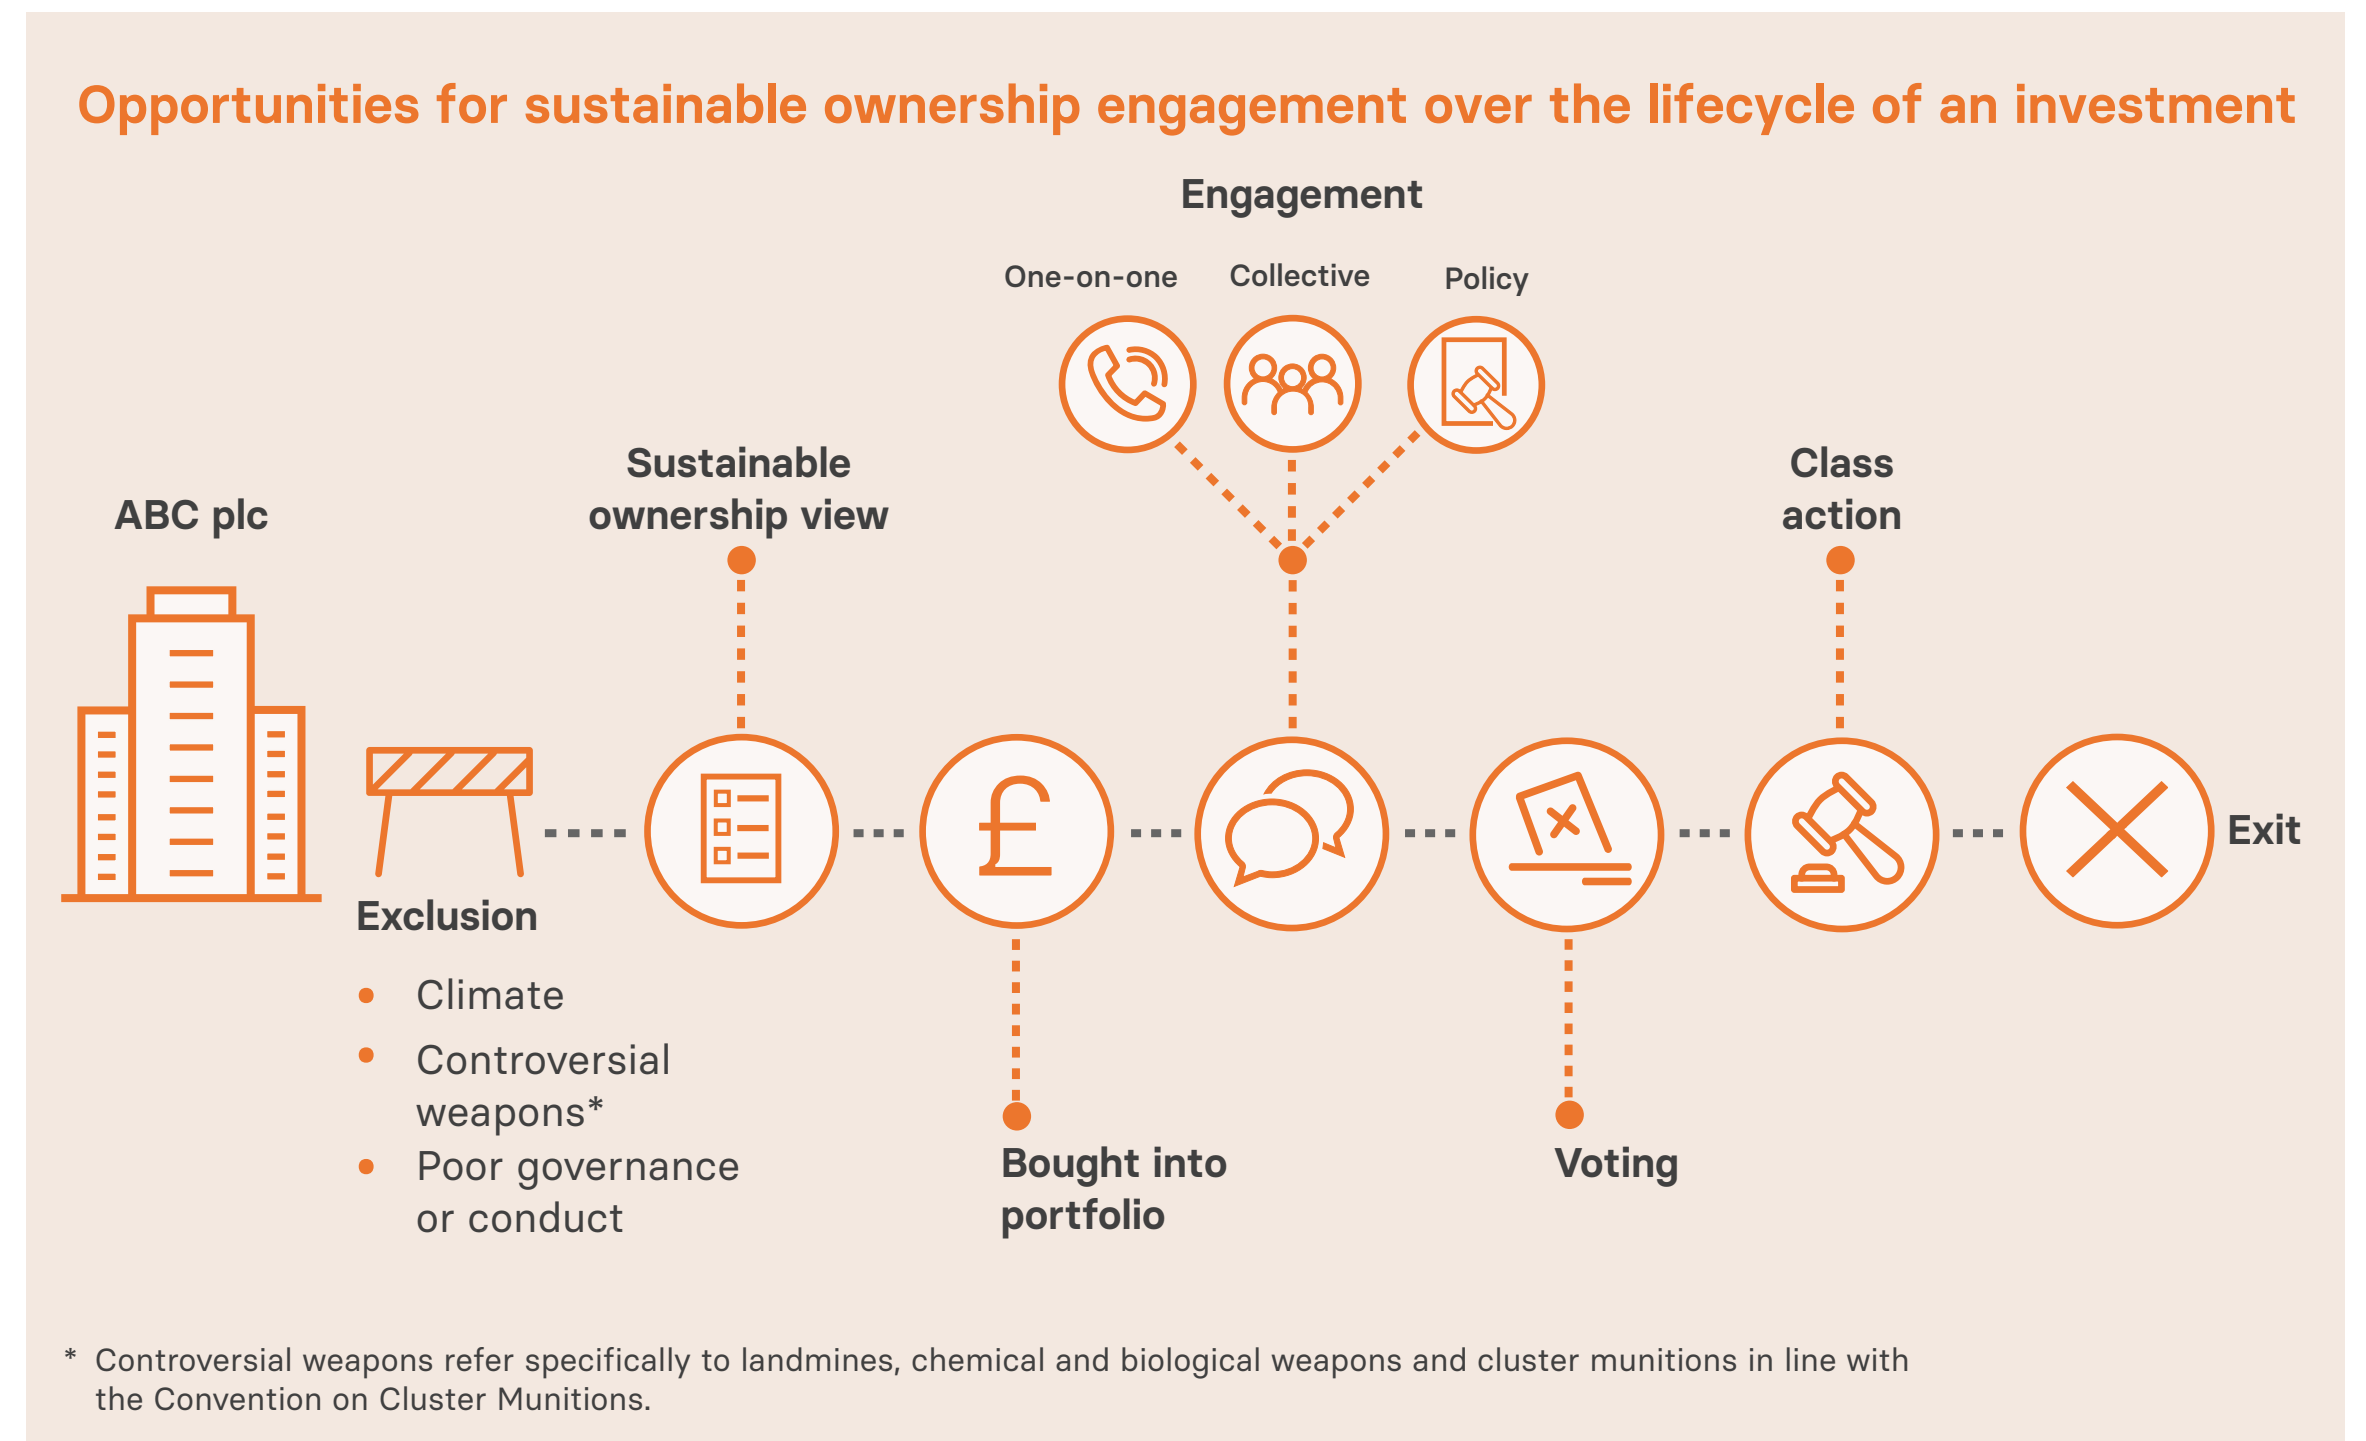 Opportunities for sustainable ownership engagement over the lifecycle of an investment
Engagement
One-on-one
Collective
Policy
ABC plc
Sustainable
ownership view
Class
action
£
Exit
Exclusion
• Climate
• Controversial
weapons*
• Poor governance
or conduct
Bought into
portfolio
Voting
* Controversial weapons refer specifically to landmines, chemical and biological weapons and cluster munitions in line with
the Convention on Cluster Munitions.